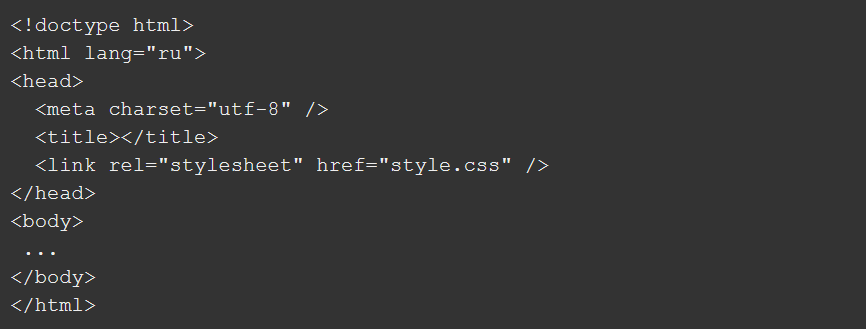 <!doctype html>
<html lang="ru">
<head>
  <meta charset="utf-8" />
  <title></title>
  <link rel="stylesheet" href="style.css" />
</head>
<body>
 ...
</body>
</html>